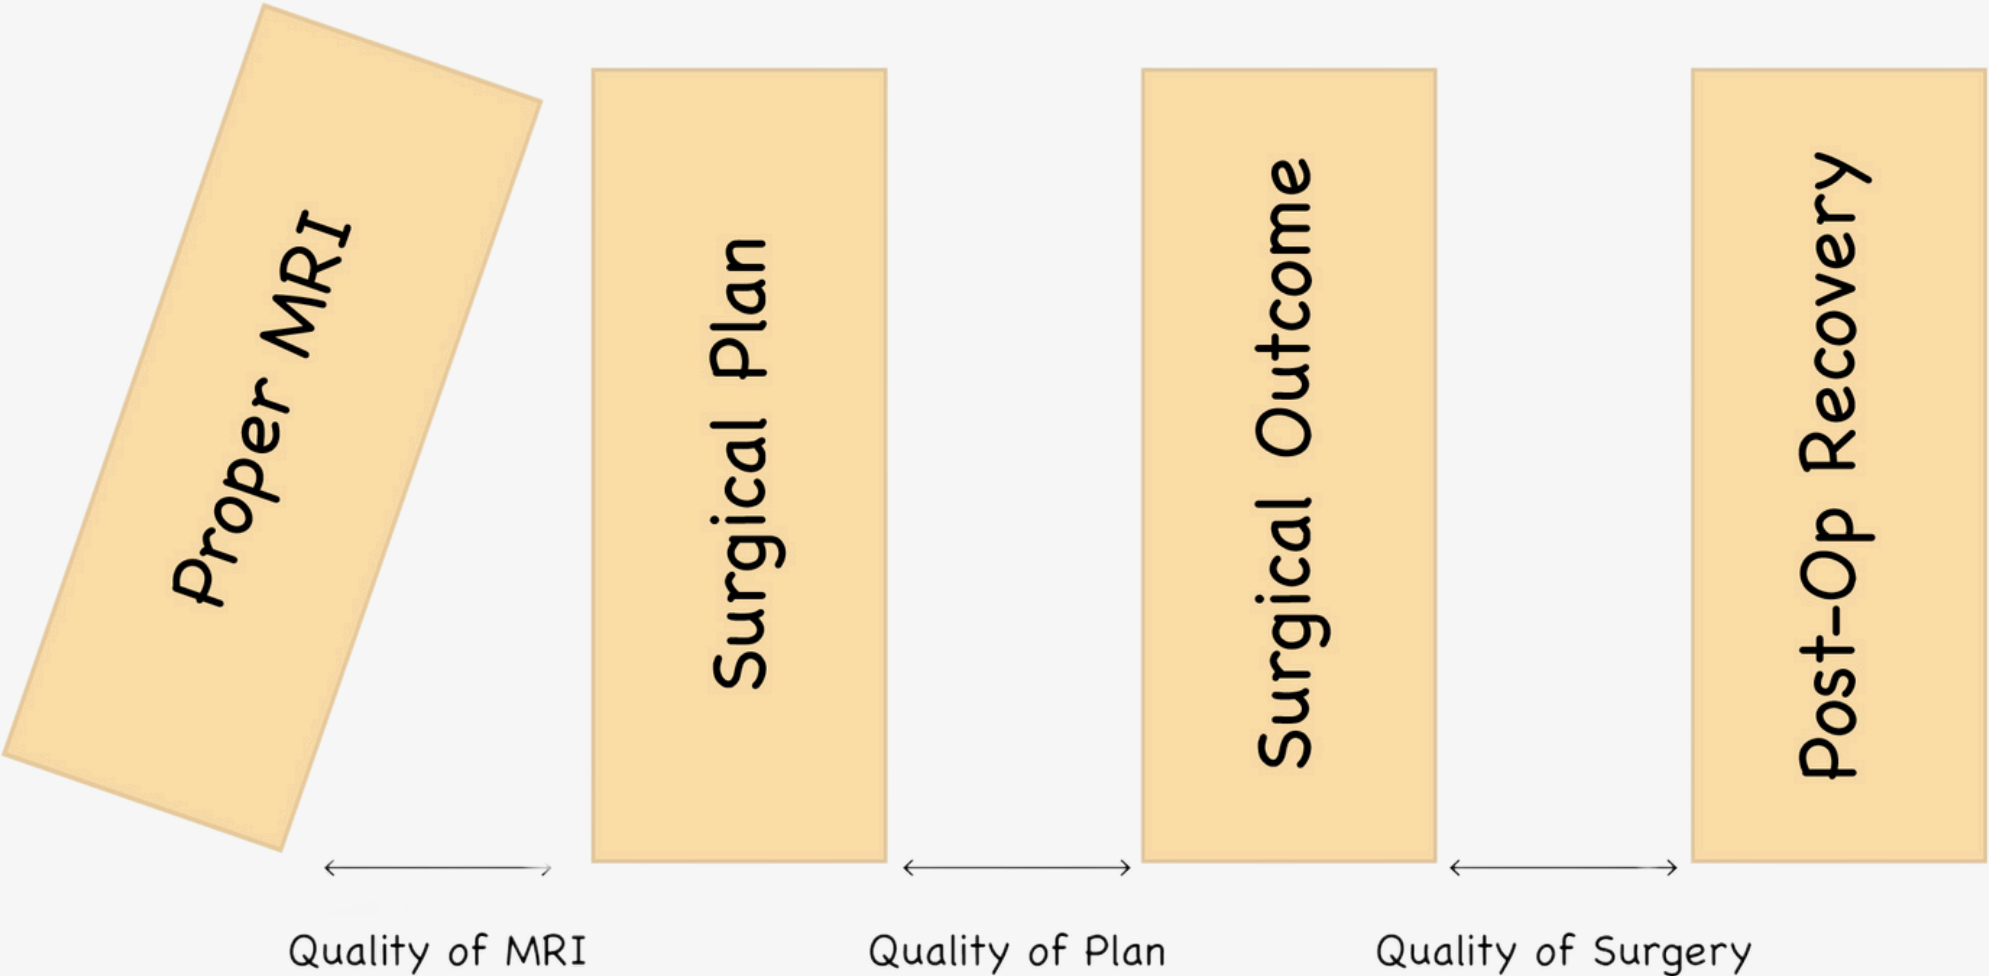 Proper MRI
Surgical Plan
Surgical Outcome
Post-Op Recovery
Quality of MRI
Quality of Plan
Quality of Surgery